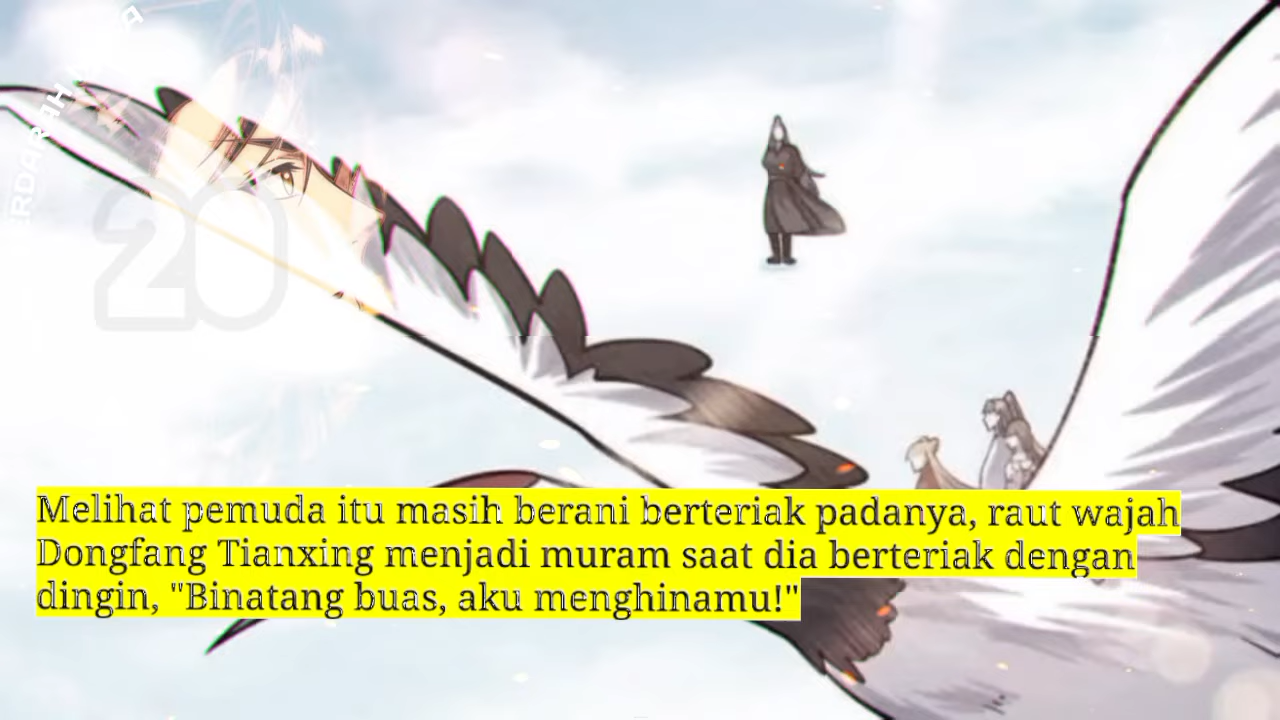 20
Melihat pemuda itu masih berani berteriak padanya, raut wajah
Dongfang Tianxing menjadi muram saat dia berteriak dengan
dingin, "Binatang buas, aku menghinamu!"